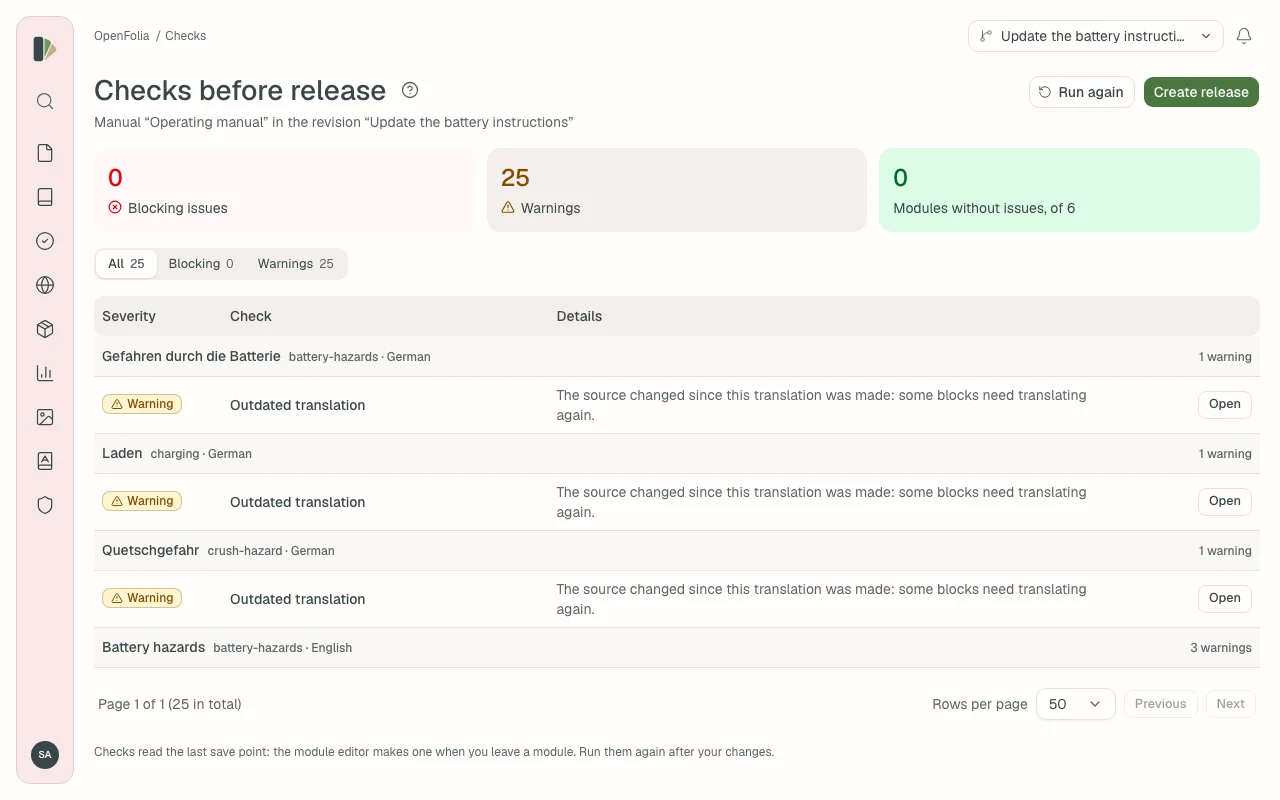 OpenFolia / Checks
Update the battery instructi...
Checks before release
Run again
Create release
Manual “Operating manual” in the revision “Update the battery instructions”
0
Blocking issues
25
Warnings
0
Modules without issues, of 6
All 25
Blocking 0
Warnings 25
Severity Check Details
Gefahren durch die Batterie battery-hazards · German 1 warning
Warning Outdated translation The source changed since this translation was made: some blocks need translating
again.
Open
Laden charging · German 1 warning
Warning Outdated translation The source changed since this translation was made: some blocks need translating
again.
Open
Quetschgefahr crush-hazard · German 1 warning
Warning Outdated translation The source changed since this translation was made: some blocks need translating
again.
Open
Battery hazards battery-hazards · English 3 warnings
Page 1 of 1 (25 in total)
Rows per page 50 Previous Next
Checks read the last save point: the module editor makes one when you leave a module. Run them again after your changes.
SA